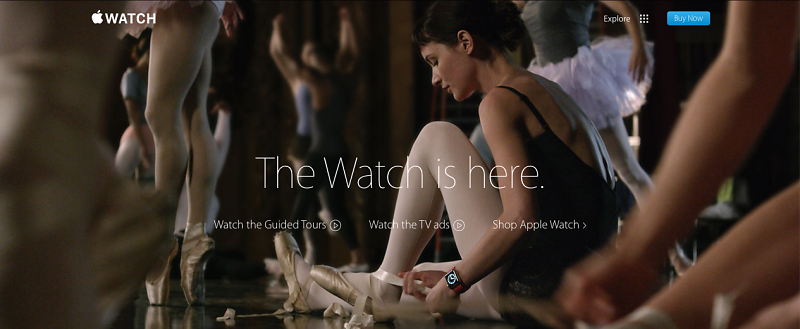 WATCH
Explore
Buy Now
The Watch is here.
Watch the Guided Tours
Watch the TV ads
Shop Apple Watch ›